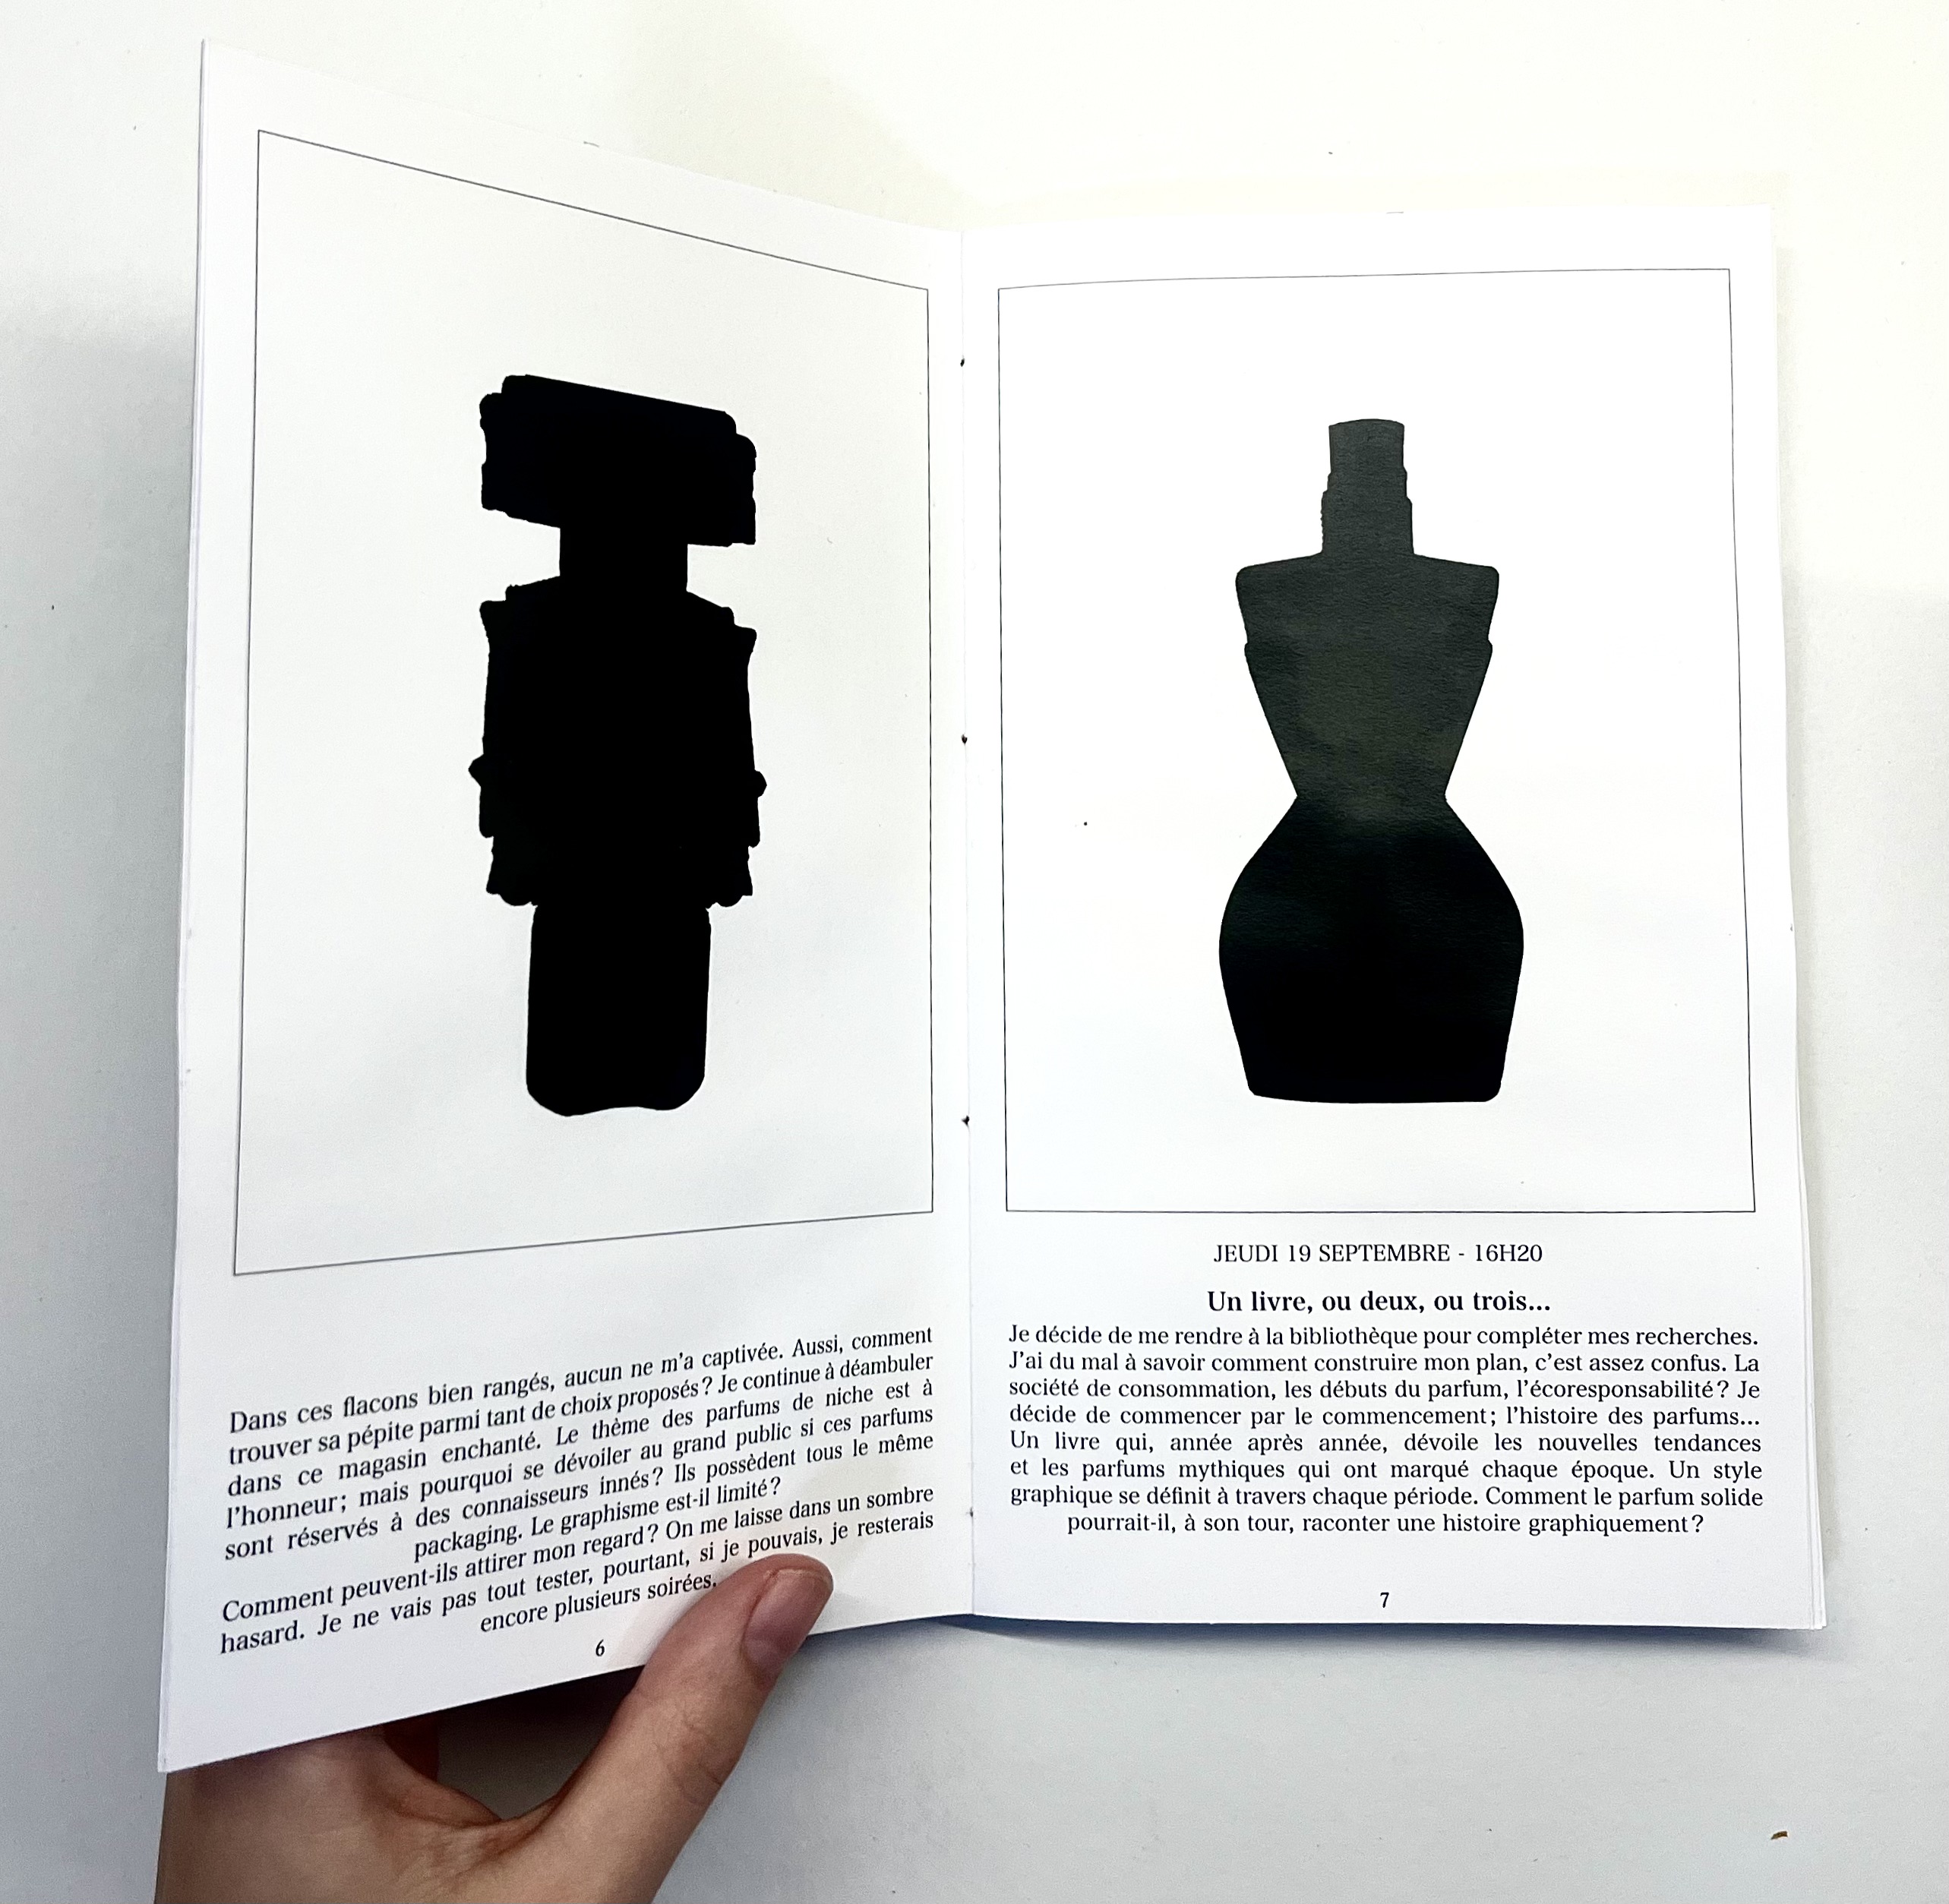 Dans ces flacons bien rangés, aucun ne m’a captivée. Aussi, comment
trouver sa pépite parmi tant de choix proposés ? Je continue à déambuler
dans ce magasin enchanté. Le thème des parfums de niche est à
l’honneur ; mais pourquoi se dévoiler au grand public si ces parfums
sont réservés à des connaisseurs innés ? Ils possèdent tous le même
packaging. Le graphisme est-il limité ?
Comment peuvent-ils attirer mon regard ? On me laisse dans un sombre
hasard. Je ne vais pas tout tester, pourtant, si je pouvais, je resterais
encore plusieurs soirées.
6
JEUDI 19 SEPTEMBRE - 16H20
Un livre, ou deux, ou trois...
Je décide de me rendre à la bibliothèque pour compléter mes recherches.
J’ai du mal à savoir comment construire mon plan, c’est assez confus. La
société de consommation, les débuts du parfum, l’écoresponsabilité ? Je
décide de commencer par le commencement ; l’histoire des parfums...
Un livre qui, année après année, dévoile les nouvelles tendances
et les parfums mythiques qui ont marqué chaque époque. Un style
graphique se définit à travers chaque période. Comment le parfum solide
pourrait-il, à son tour, raconter une histoire graphiquement ?
7